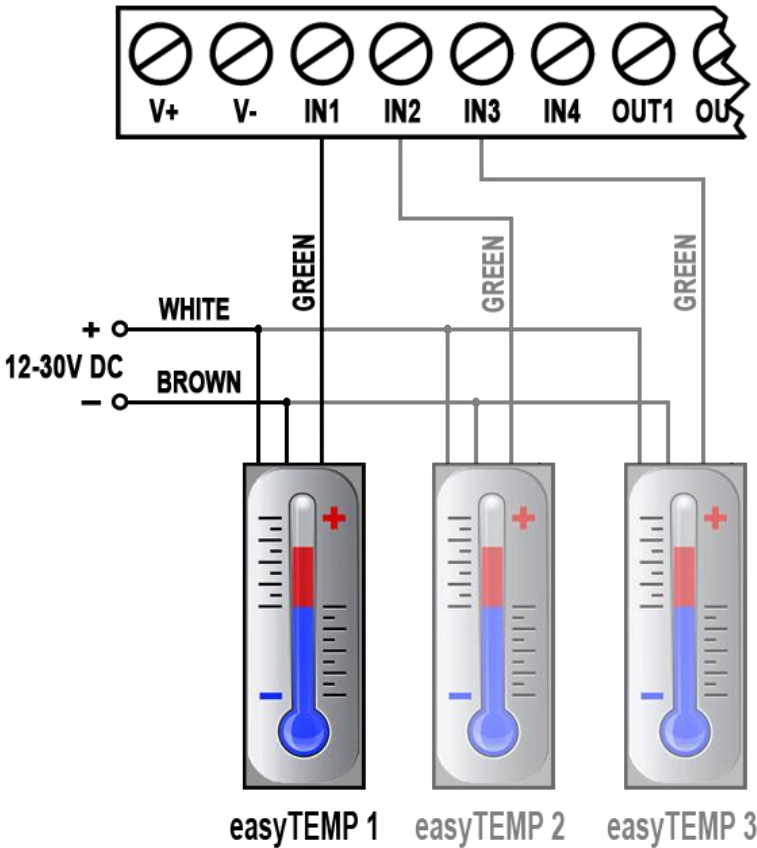 V+ V- IN1 IN2 IN3 IN4 OUT1 OU
GREEN GREEN GREEN
WHITE
+
12-30V DC
BROWN
–
+ + +
– – –
easyTEMP 1 easyTEMP 2 easyTEMP 3